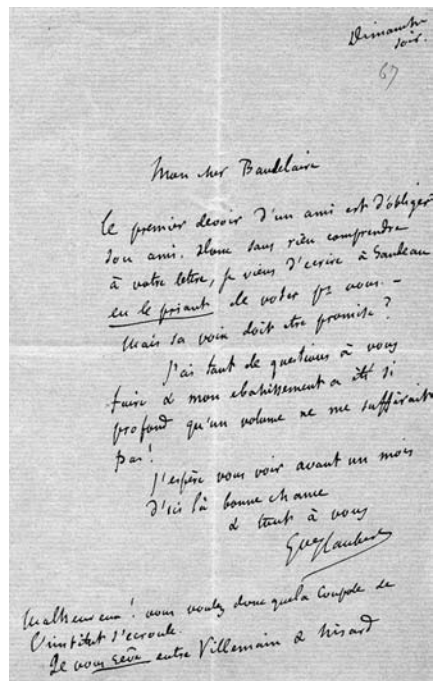 Dimanche
soir.
67
Mon cher Baudelaire
Le premier devoir d'un ami est d'obliger
son ami. Donc sans rien comprendre
à votre lettre, je viens d'écrire à Sandeau
en le priant de voter pr vous. –
Mais sa voix doit être promise ?
J'ai tant de questions à vous
faire & mon ébahissement a été si
profond qu'un volume ne me suffirait
pas !
J'espère vous voir avant un mois
d'ici là bonne chance
& tout à vous
Gve Flaubert
Malheureux ! vous voulez donc que la Coupole de
l'institut s'écroule.
Je vous rêve entre Villemain & Nisard